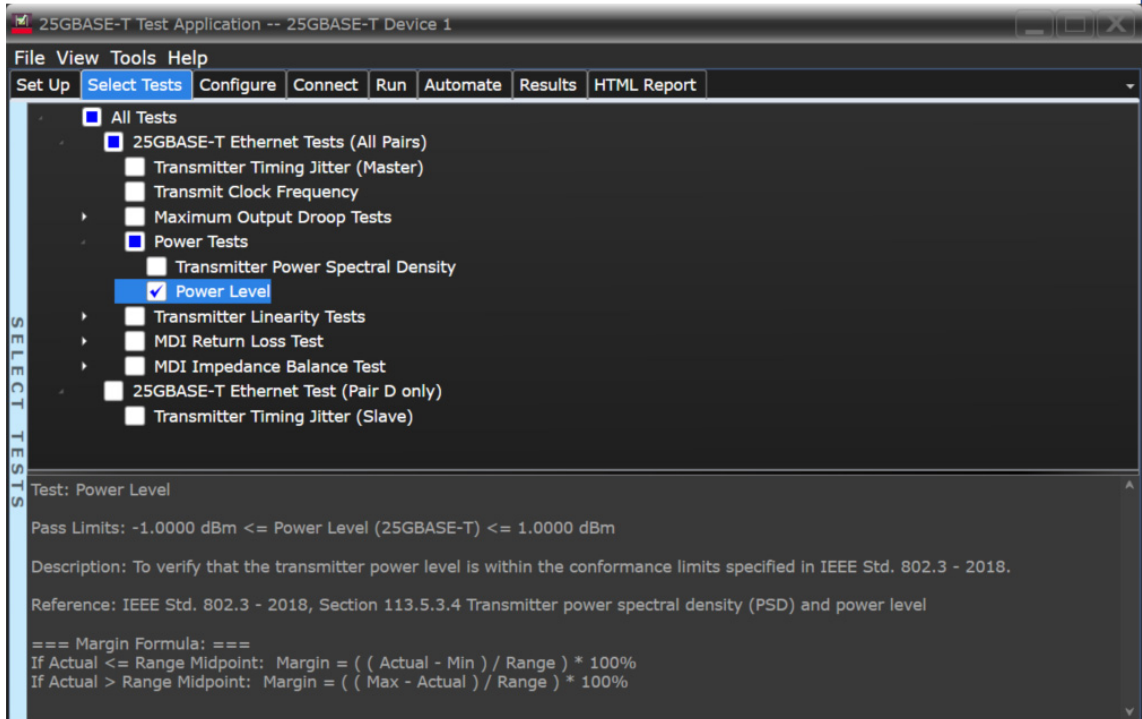 25GBASE-T Test Application -- 25GBASE-T Device 1
File View Tools Help
Set Up Select Tests Configure Connect Run Automate Results HTML Report
All Tests
25GBASE-T Ethernet Tests (All Pairs)
Transmitter Timing Jitter (Master)
Transmit Clock Frequency
Maximum Output Droop Tests
Power Tests
Transmitter Power Spectral Density
Power Level
Transmitter Linearity Tests
MDI Return Loss Test
MDI Impedance Balance Test
25GBASE-T Ethernet Test (Pair D only)
Transmitter Timing Jitter (Slave)
SELECT TESTS
Test: Power Level
Pass Limits: -1.0000 dBm <= Power Level (25GBASE-T) <= 1.0000 dBm
Description: To verify that the transmitter power level is within the conformance limits specified in IEEE Std. 802.3 - 2018.
Reference: IEEE Std. 802.3 - 2018, Section 113.5.3.4 Transmitter power spectral density (PSD) and power level
=== Margin Formula: ===
If Actual <= Range Midpoint:  Margin = ( ( Actual - Min ) / Range ) * 100%
If Actual > Range Midpoint:  Margin = ( ( Max - Actual ) / Range ) * 100%